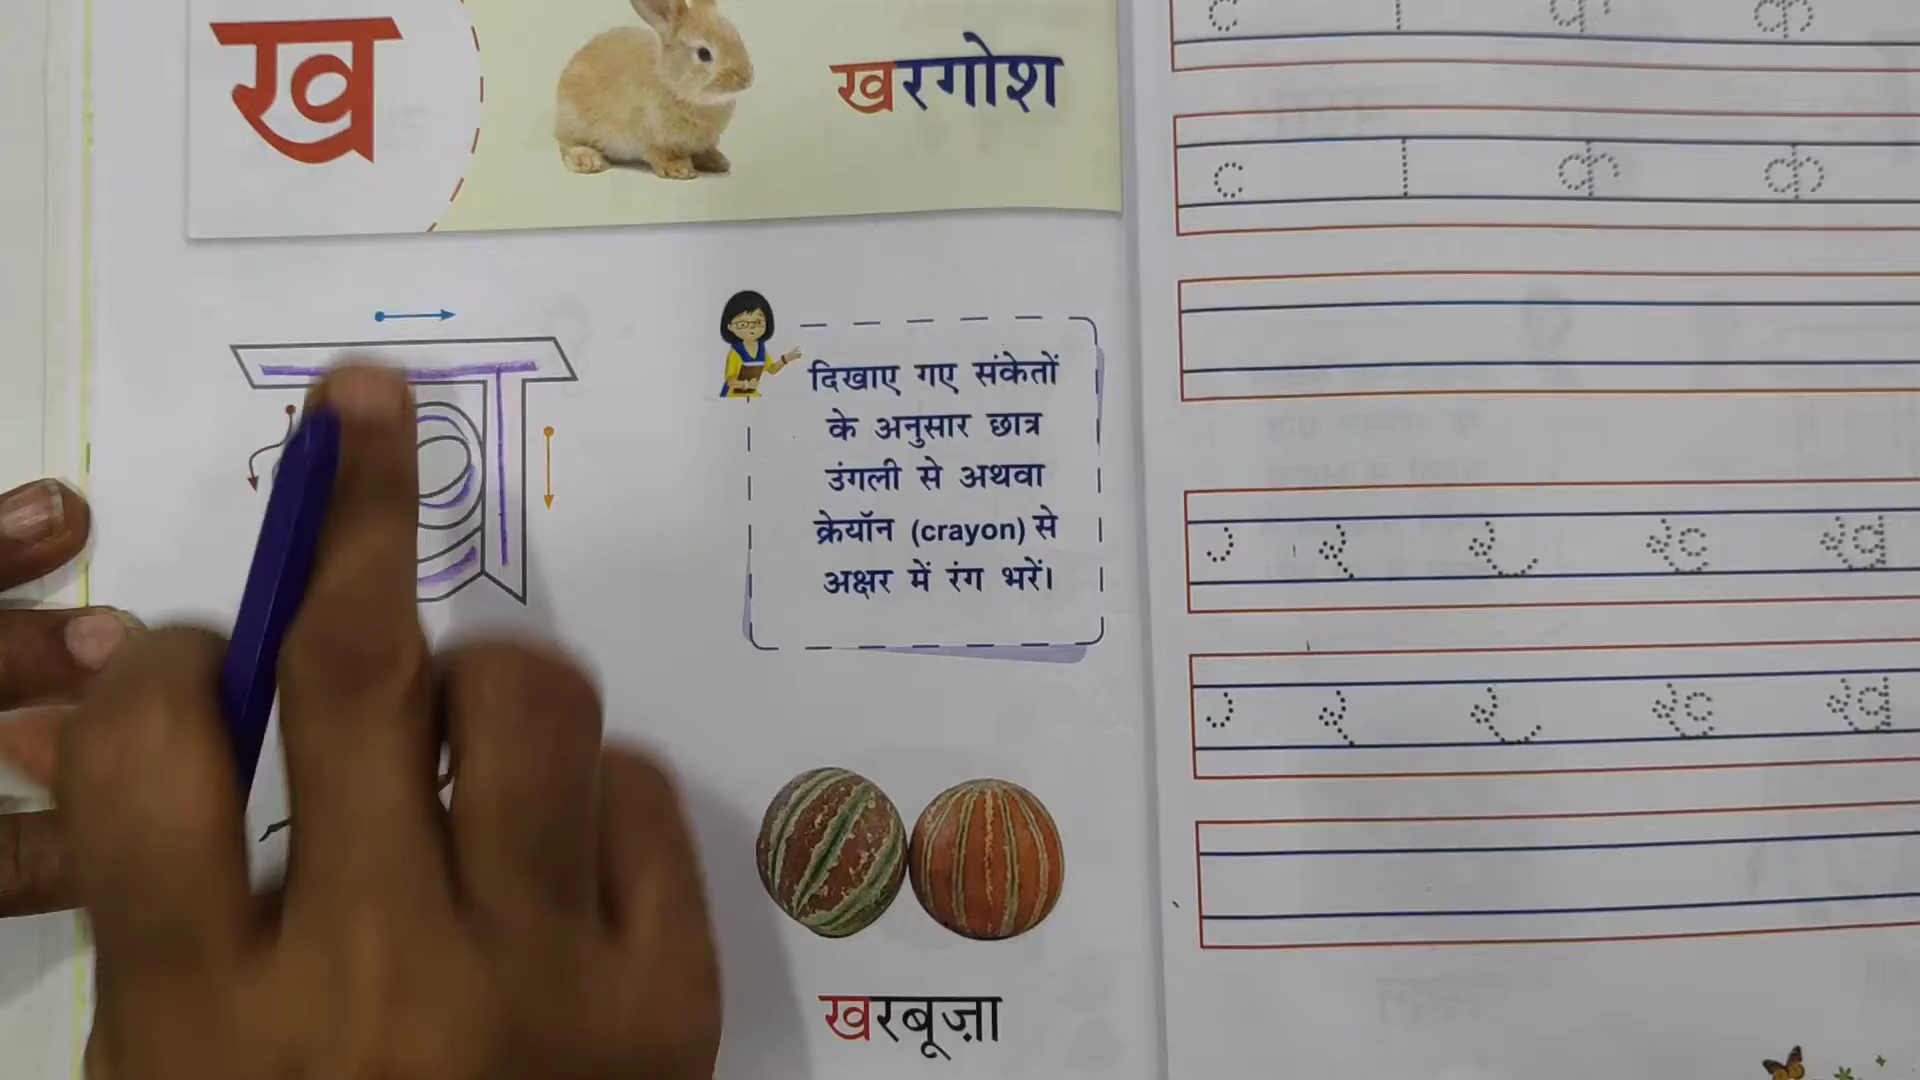 ख
खरगोश
ख
दिखाए गए संकेतों
के अनुसार छात्र
उंगली से अथवा
क्रेयॉन (crayon) से
अक्षर में रंग भरें।
खरबूज़ा
c । क क
c । क क